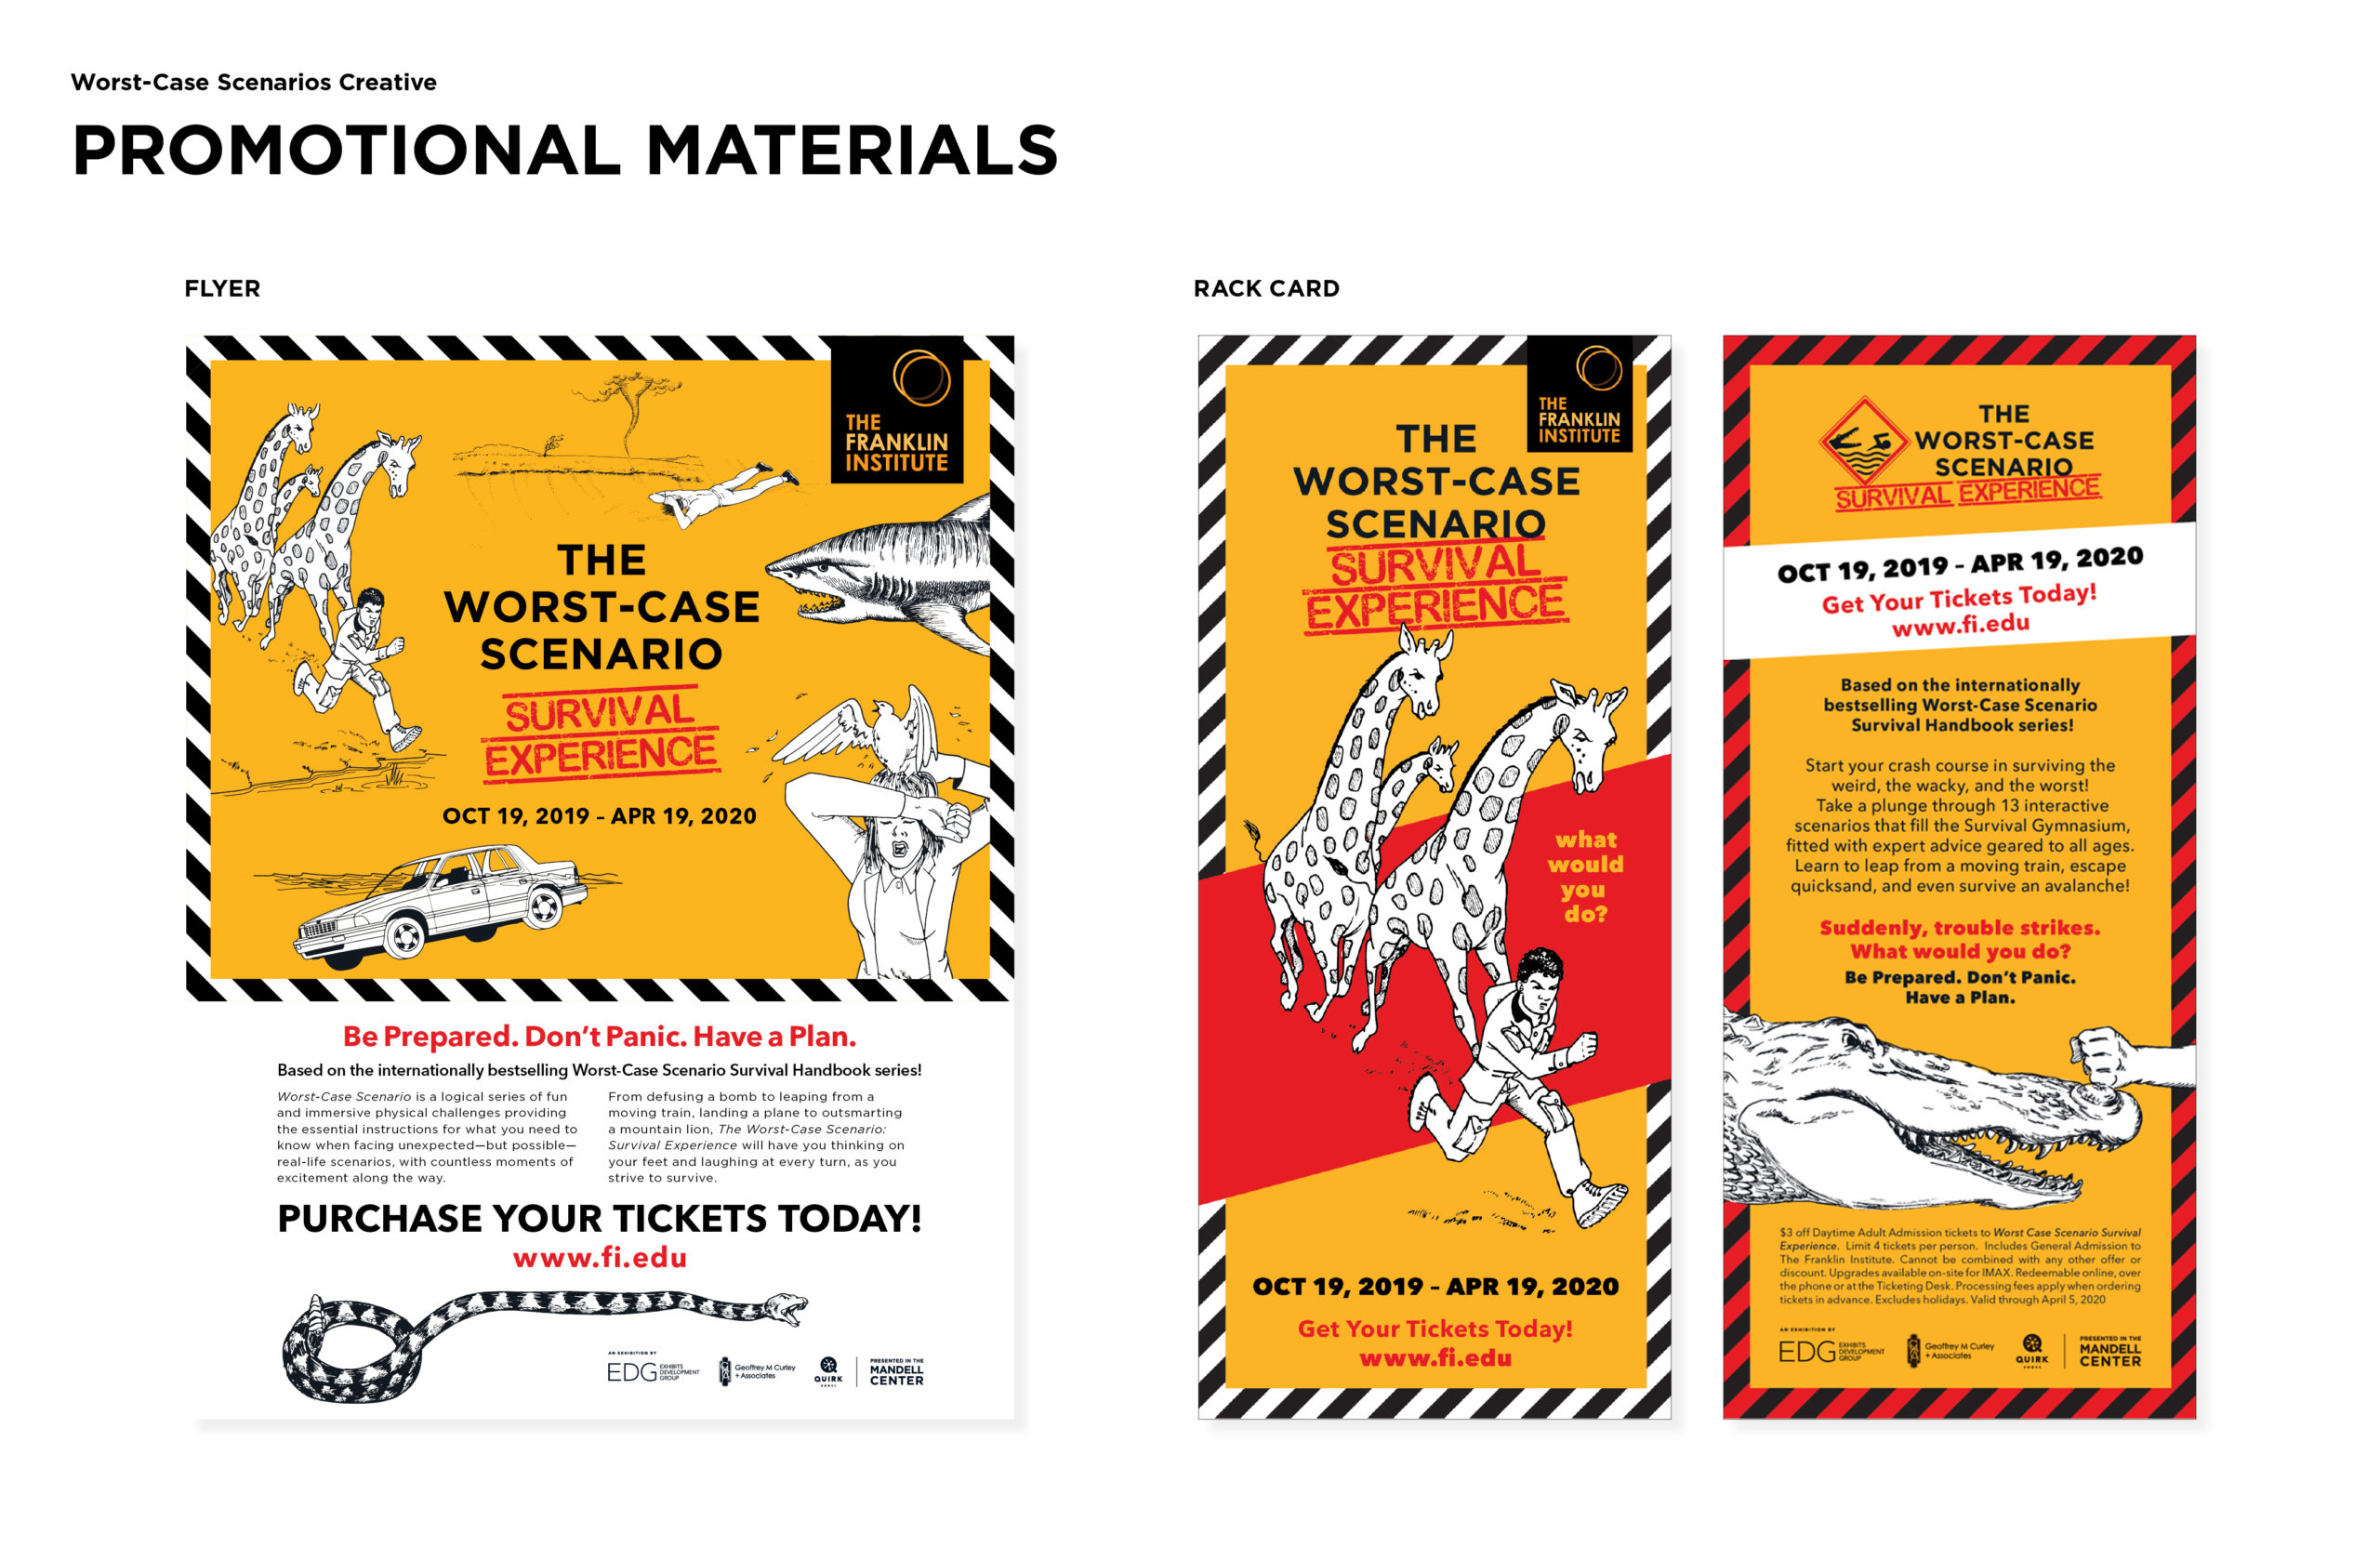 Worst-Case Scenarios Creative
PROMOTIONAL MATERIALS
FLYER
THE
FRANKLIN
INSTITUTE
THE
WORST-CASE
SCENARIO
SURVIVAL
EXPERIENCE
OCT 19, 2019 – APR 19, 2020
Be Prepared. Don't Panic. Have a Plan.
Based on the internationally bestselling Worst-Case Scenario Survival Handbook series!
Worst-Case Scenario is a logical series of fun
and immersive physical challenges providing
the essential instructions for what you need to
know when facing unexpected—but possible—
real-life scenarios, with countless moments of
excitement along the way.
From defusing a bomb to leaping from a
moving train, landing a plane to outsmarting
a mountain lion, The Worst-Case Scenario:
Survival Experience will have you thinking on
your feet and laughing at every turn, as you
strive to survive.
PURCHASE YOUR TICKETS TODAY!
www.fi.edu
AN EXHIBITION BY
EDG EXHIBITS
DEVELOPMENT
GROUP
Geoffrey M Curley
+ Associates
QUIRK
BOOKS
PRESENTED IN THE
MANDELL
CENTER
RACK CARD
THE
FRANKLIN
INSTITUTE
THE
WORST-CASE
SCENARIO
SURVIVAL
EXPERIENCE
what
would
you
do?
OCT 19, 2019 – APR 19, 2020
Get Your Tickets Today!
www.fi.edu
THE
WORST-CASE
SCENARIO
SURVIVAL EXPERIENCE
OCT 19, 2019 – APR 19, 2020
Get Your Tickets Today!
www.fi.edu
Based on the internationally
bestselling Worst-Case Scenario
Survival Handbook series!
Start your crash course in surviving the
weird, the wacky, and the worst!
Take a plunge through 13 interactive
scenarios that fill the Survival Gymnasium,
fitted with expert advice geared to all ages.
Learn to leap from a moving train, escape
quicksand, and even survive an avalanche!
Suddenly, trouble strikes.
What would you do?
Be Prepared. Don't Panic.
Have a Plan.
$3 off Daytime Adult Admission tickets to Worst Case Scenario Survival
Experience. Limit 4 tickets per person. Includes General Admission to
The Franklin Institute. Cannot be combined with any other offer or
discount. Upgrades available on-site for IMAX. Redeemable online, over
the phone or at the Ticketing Desk. Processing fees apply when ordering
tickets in advance. Excludes holidays. Valid through April 5, 2020
AN EXHIBITION BY
EDG EXHIBITS
DEVELOPMENT
GROUP
Geoffrey M Curley
+ Associates
QUIRK
BOOKS
PRESENTED IN THE
MANDELL
CENTER